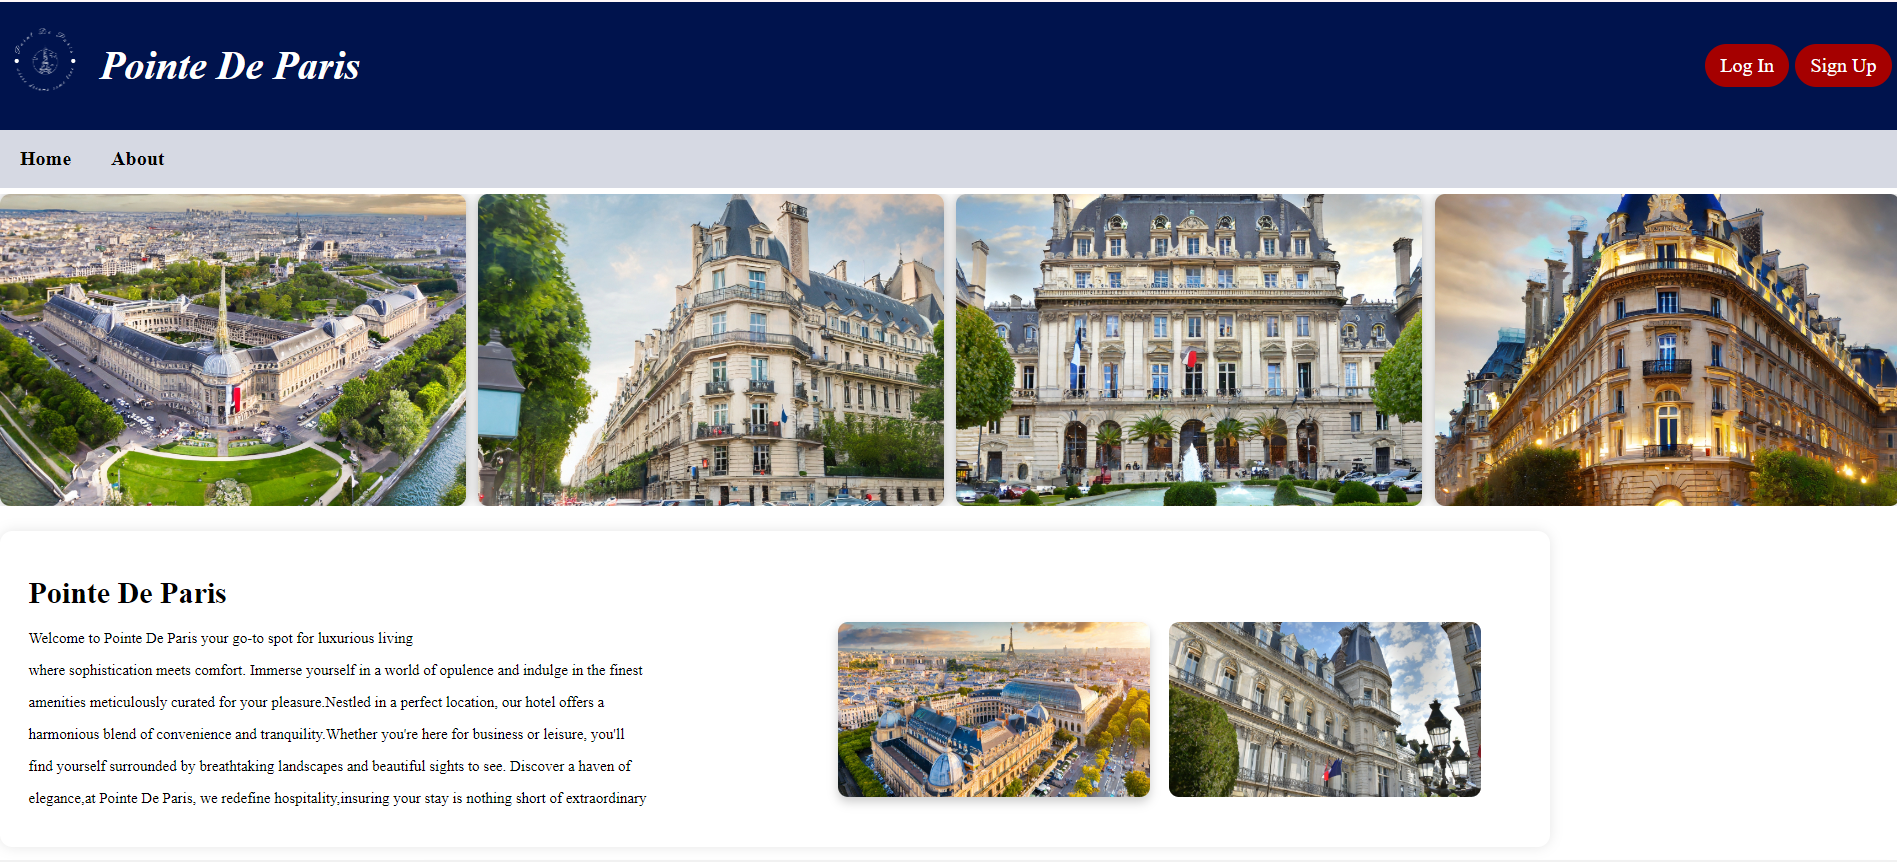 Pointe De Paris
Log In
Sign Up
Home
About
Pointe De Paris
Welcome to Pointe De Paris your go-to spot for luxurious living
where sophistication meets comfort. Immerse yourself in a world of opulence and indulge in the finest
amenities meticulously curated for your pleasure.Nestled in a perfect location, our hotel offers a
harmonious blend of convenience and tranquility.Whether you're here for business or leisure, you'll
find yourself surrounded by breathtaking landscapes and beautiful sights to see. Discover a haven of
elegance,at Pointe De Paris, we redefine hospitality,insuring your stay is nothing short of extraordinary